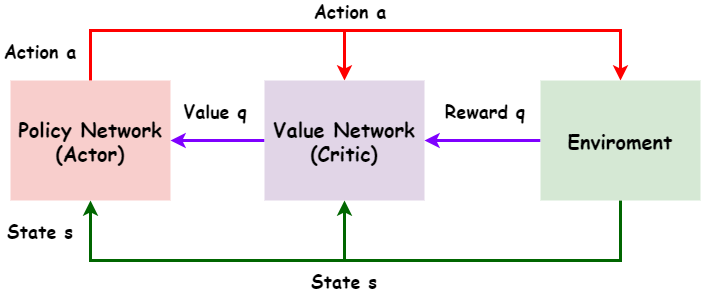 Action a
Action a
Policy Network
(Actor)
Value q
Value Network
(Critic)
Reward q
Enviroment
State s
State s